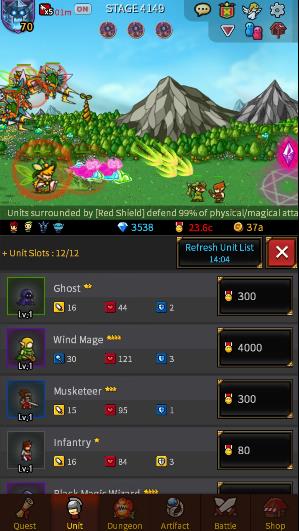 x5 01m ON STAGE 4149
70
Units surrounded by [Red Shield] defend 99% of physical/magical atta
3538 23.6c 37a
+ Unit Slots : 12/12
Refresh Unit List
14:04
Ghost
16 44 2
300
Lv.1
Wind Mage
30 121 3
4000
Lv.1
Musketeer
15 95 1
300
Lv.1
Infantry
16 84 3
80
Lv.1
Black Magic Wizard
Quest Unit Dungeon Artifact Battle Shop